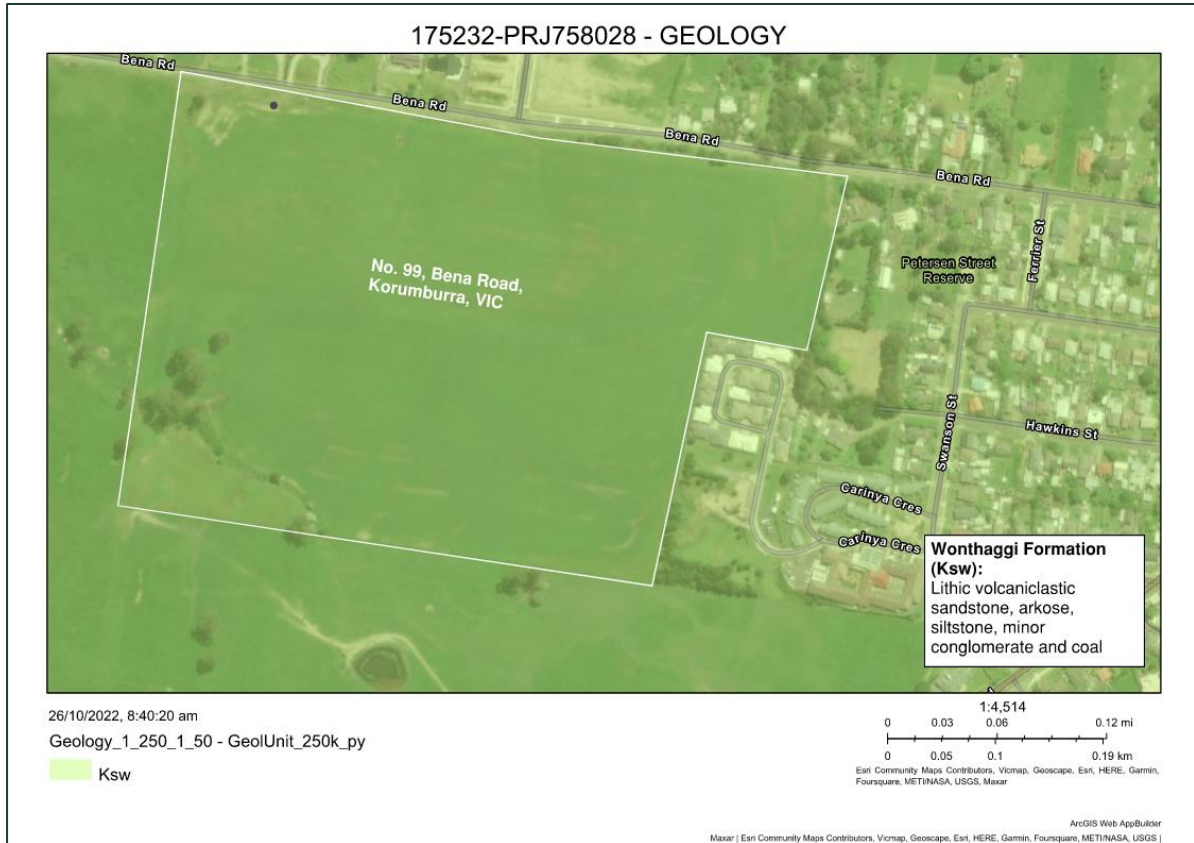 175232-PRJ758028 - GEOLOGY
Bena Rd
Bena Rd
Bena Rd
Bena Rd
No. 99, Bena Road,
Korumburra, VIC
Petersen Street
Reserve
Ferrier St
Swanson St
Hawkins St
Carinya Cres
Carinya Cres
Wonthaggi Formation
(Ksw):
Lithic volcaniclastic
sandstone, arkose,
siltstone, minor
conglomerate and coal
26/10/2022, 8:40:20 am
Geology_1_250_1_50 - GeolUnit_250k_py
Ksw
1:4,514
0 0.03 0.06 0.12 mi
0 0.05 0.1 0.19 km
Esri Community Maps Contributors, Vicmap, Geoscape, Esri, HERE, Garmin,
Foursquare, METI/NASA, USGS, Maxar
ArcGIS Web AppBuilder
Maxar | Esri Community Maps Contributors, Vicmap, Geoscape, Esri, HERE, Garmin, Foursquare, METI/NASA, USGS |